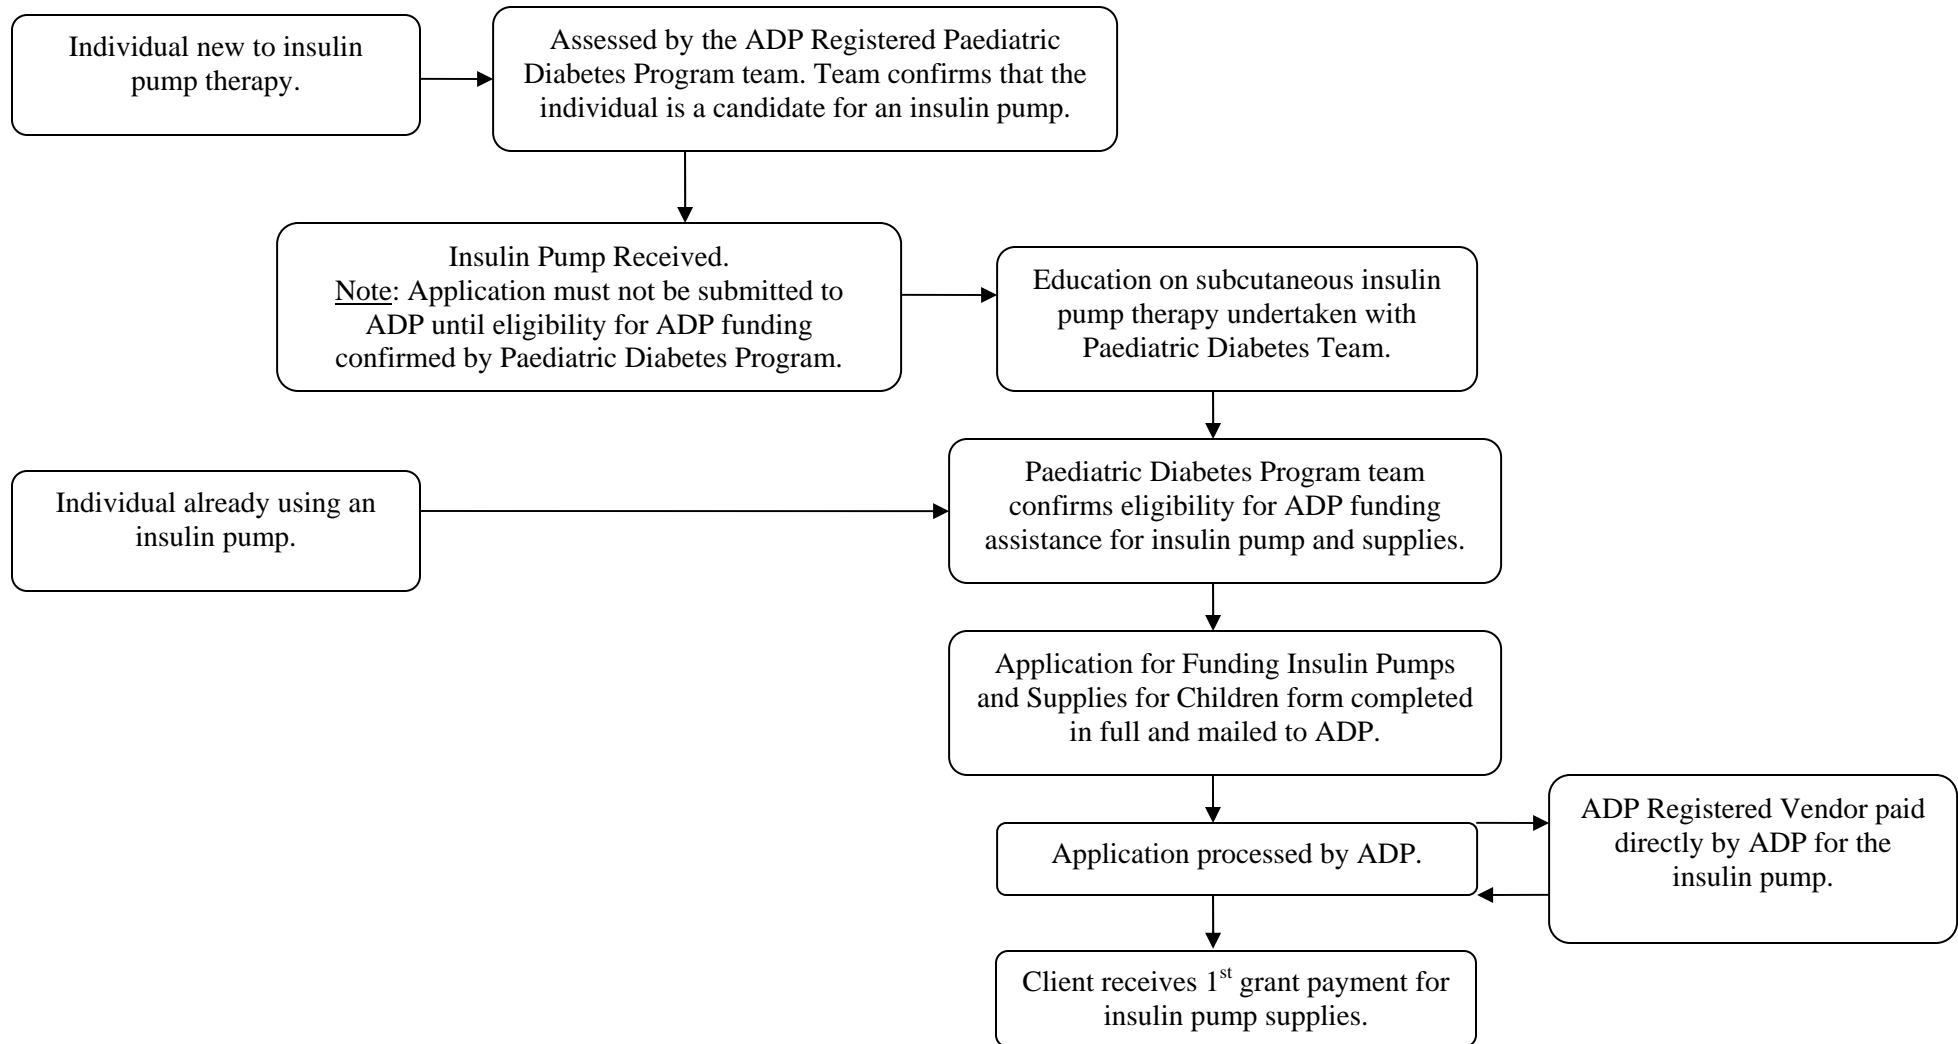 Individual new to insulin
pump therapy.
Assessed by the ADP Registered Paediatric
Diabetes Program team. Team confirms that the
individual is a candidate for an insulin pump.
Insulin Pump Received.
Note: Application must not be submitted to
ADP until eligibility for ADP funding
confirmed by Paediatric Diabetes Program.
Education on subcutaneous insulin
pump therapy undertaken with
Paediatric Diabetes Team.
Individual already using an
insulin pump.
Paediatric Diabetes Program team
confirms eligibility for ADP funding
assistance for insulin pump and supplies.
Application for Funding Insulin Pumps
and Supplies for Children form completed
in full and mailed to ADP.
Application processed by ADP.
ADP Registered Vendor paid
directly by ADP for the
insulin pump.
Client receives 1st grant payment for
insulin pump supplies.